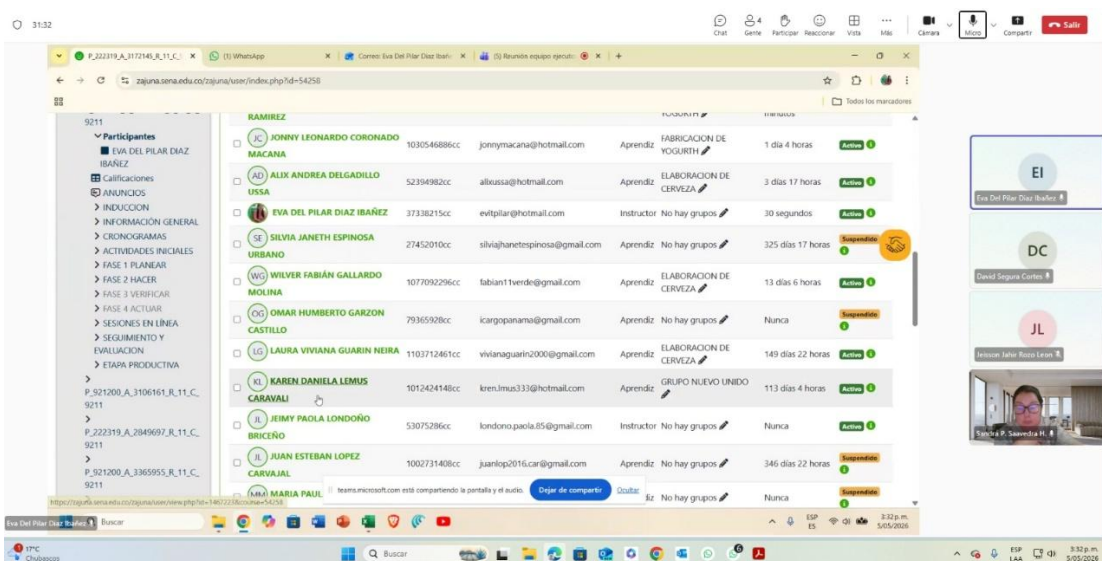 31:32
Chat
Gente
Participar
Reaccionar
Vista
Más
Cámara
Micro
Compartir
Salir
P_222319_A_3172145_R_11_C_
(1) WhatsApp
Correo: Eva Del Pilar Diaz Ibañe
(5) Reunión equipo ejecuto
zajuna.sena.edu.co/zajuna/user/index.php?id=54258
Todos los marcadores
9211
Participantes
EVA DEL PILAR DIAZ
IBAÑEZ
Calificaciones
ANUNCIOS
INDUCCION
INFORMACIÓN GENERAL
CRONOGRAMAS
ACTIVIDADES INICIALES
FASE 1 PLANEAR
FASE 2 HACER
FASE 3 VERIFICAR
FASE 4 ACTUAR
SESIONES EN LÍNEA
SEGUIMIENTO Y
EVALUACION
ETAPA PRODUCTIVA
P_921200_A_3106161_R_11_C_
9211
P_222319_A_2849697_R_11_C_
9211
P_921200_A_3365955_R_11_C_
9211
RAMIREZ YOGURTH minutos
JC JONNY LEONARDO CORONADO
MACANA 1030546886cc jonnymacana@hotmail.com Aprendiz FABRICACION DE
YOGURTH 1 día 4 horas Activo
AD ALIX ANDREA DELGADILLO
USSA 52394982cc alixussa@hotmail.com Aprendiz ELABORACION DE
CERVEZA 3 días 17 horas Activo
EVA DEL PILAR DIAZ IBAÑEZ 37338215cc evitpilar@hotmail.com Instructor No hay grupos 30 segundos Activo
SE SILVIA JANETH ESPINOSA
URBANO 27452010cc silviajhanetespinosa@gmail.com Aprendiz No hay grupos 325 días 17 horas Suspendido
WG WILVER FABIÁN GALLARDO
MOLINA 1077092296cc fabian11verde@gmail.com Aprendiz ELABORACION DE
CERVEZA 13 días 6 horas Activo
OG OMAR HUMBERTO GARZON
CASTILLO 79365928cc icargopanama@gmail.com Aprendiz No hay grupos Nunca Suspendido
LG LAURA VIVIANA GUARIN NEIRA 1103712461cc vivianaguarin2000@gmail.com Aprendiz ELABORACION DE
CERVEZA 149 días 22 horas Activo
KL KAREN DANIELA LEMUS
CARAVALI 1012424148cc kren.lmus333@hotmail.com Aprendiz GRUPO NUEVO UNIDO 113 días 4 horas Activo
JL JEIMY PAOLA LONDOÑO
BRICEÑO 53075286cc londono.paola.85@gmail.com Instructor No hay grupos Nunca Activo
JL JUAN ESTEBAN LOPEZ
CARVAJAL 1002731408cc juanlop2016.car@gmail.com Aprendiz No hay grupos 346 días 22 horas Suspendido
MM MARIA PAUL No hay grupos Nunca Suspendido
teams.microsoft.com está compartiendo la pantalla y el audio.
Dejar de compartir
Ocultar
Buscar
ESP
ES
3:32 p.m.
5/05/2026
Eva Del Pilar Diaz Ibañez
EI
Eva Del Pilar Diaz Ibañez
DC
David Segura Cortes
JL
Jeisson Jahir Rozo Leon
Sandra P. Saavedra H.
17°C
Chubascos
Buscar
ESP
LAA
3:32 p.m.
5/05/2026